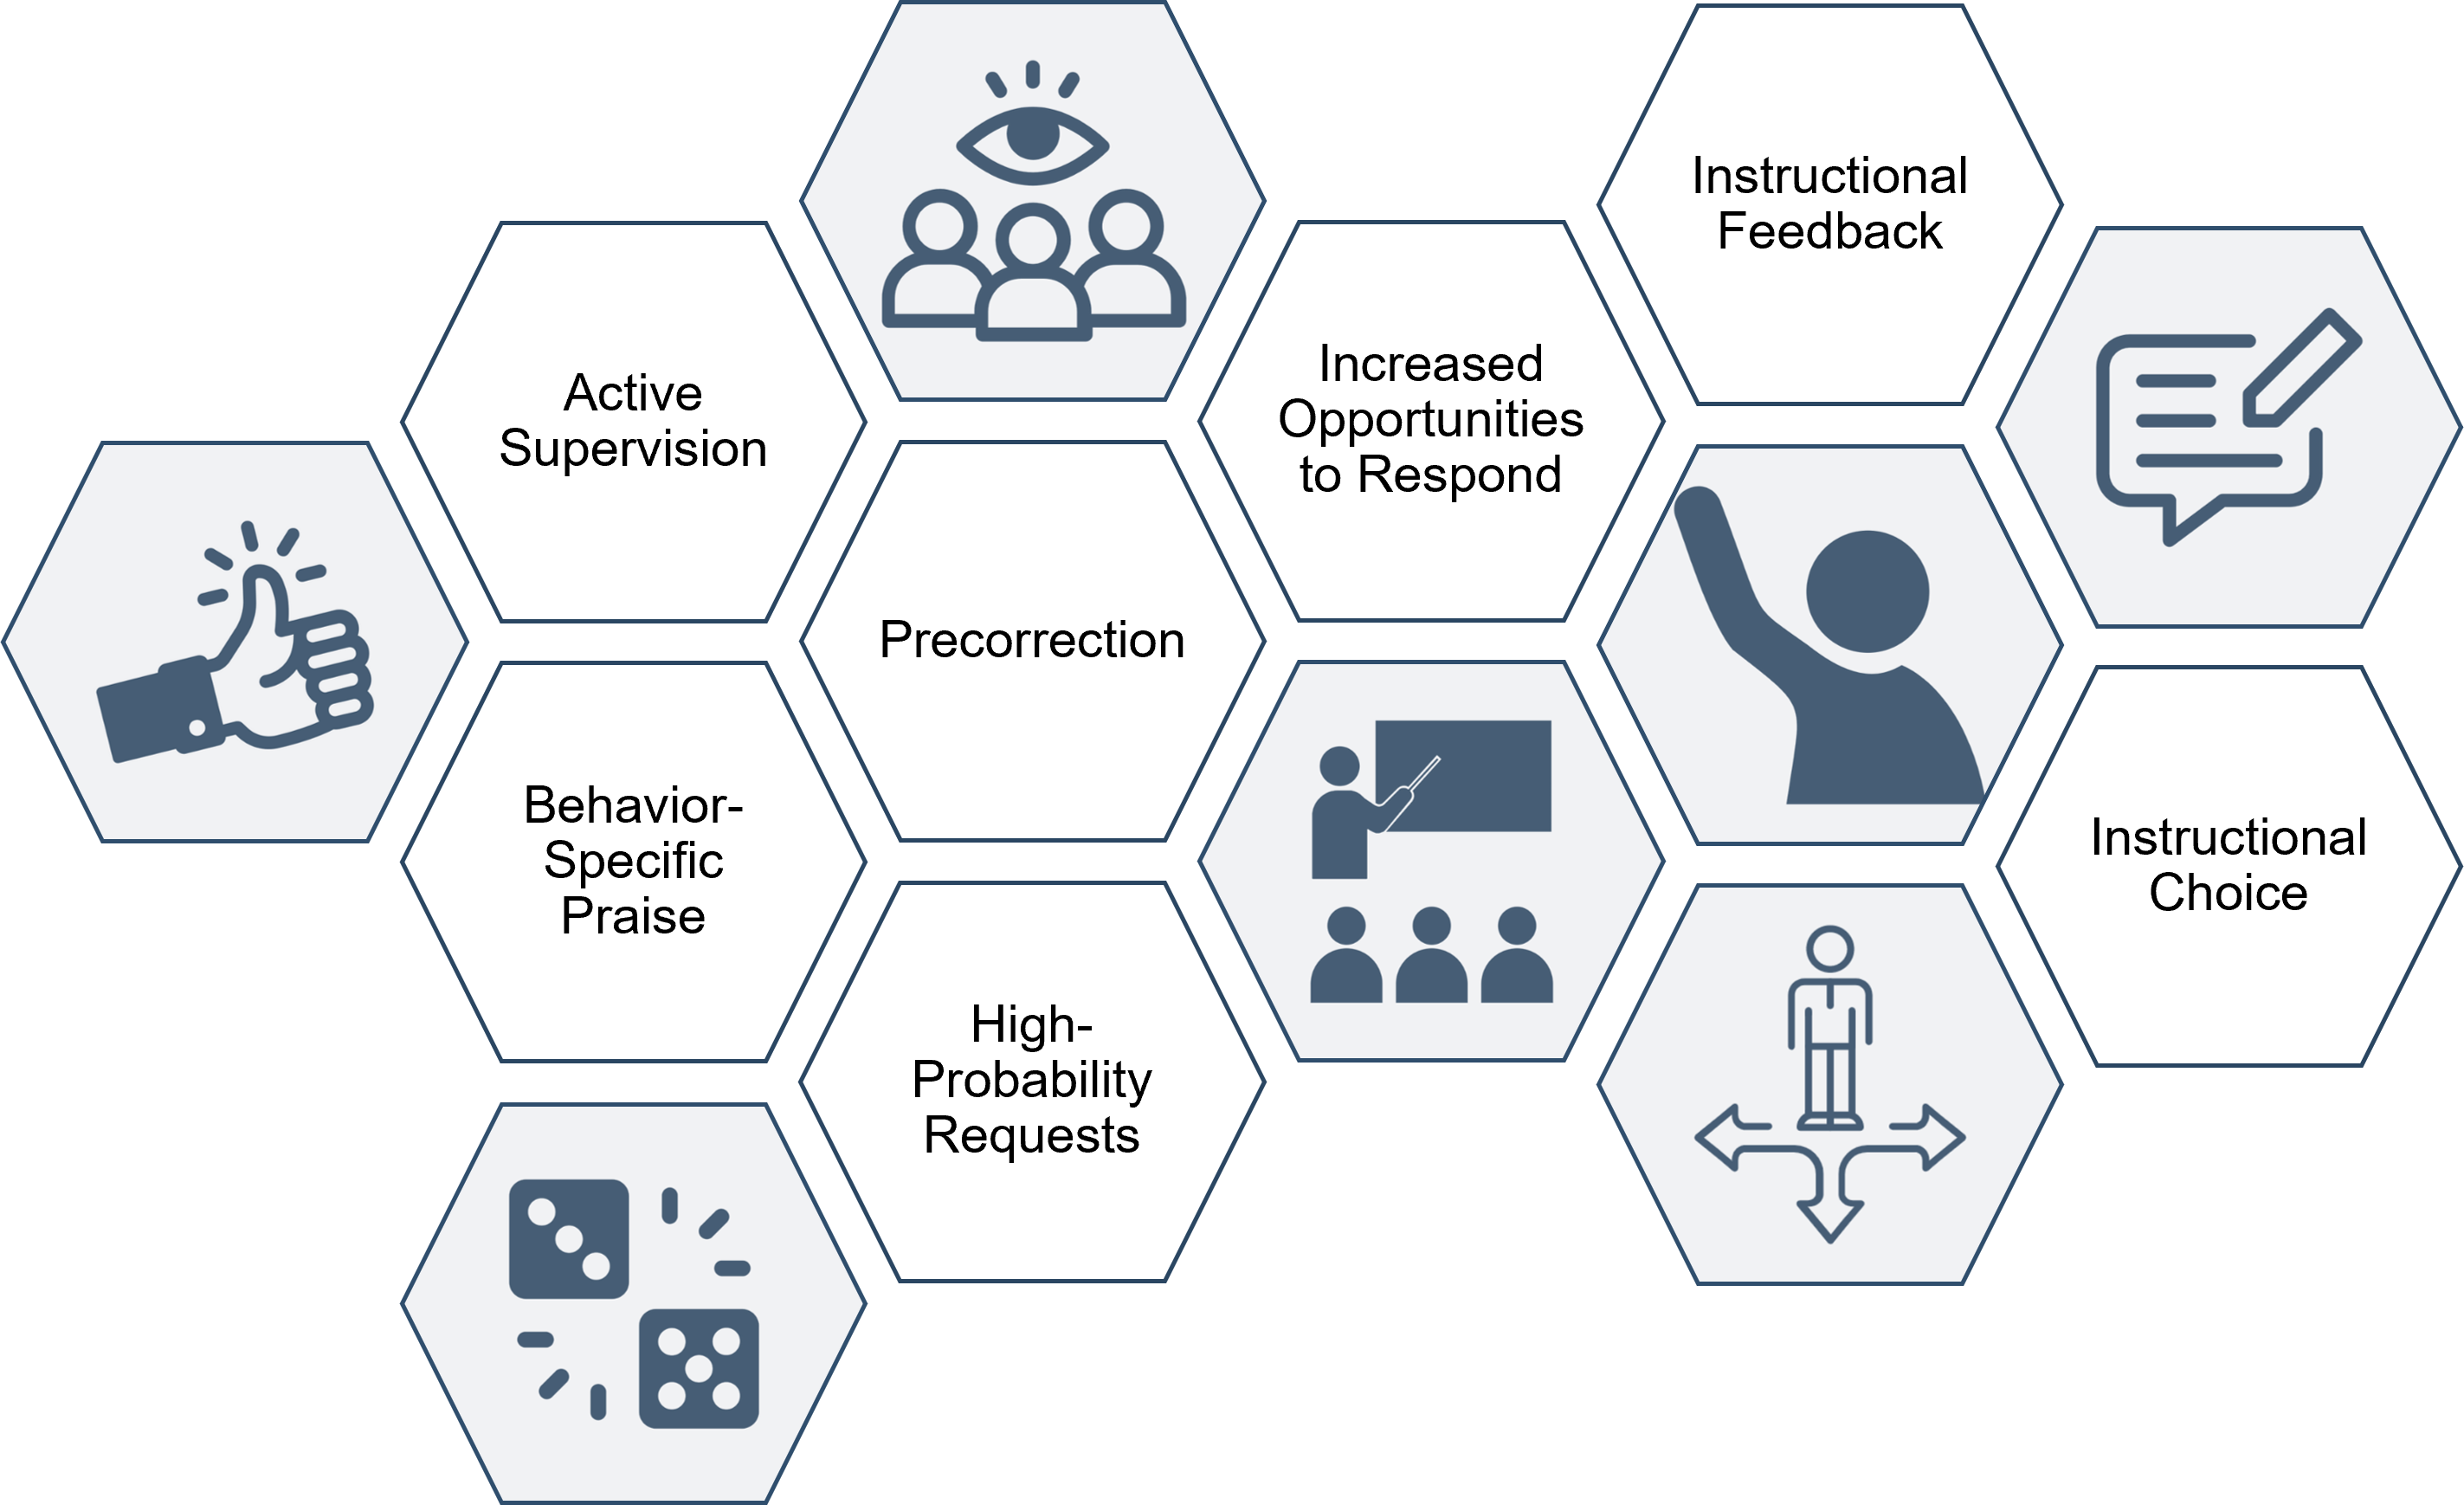 Instructional
Feedback
Active
Supervision
Increased
Opportunities
to Respond
Precorrection
Behavior-
Specific
Praise
Instructional
Choice
High-
Probability
Requests